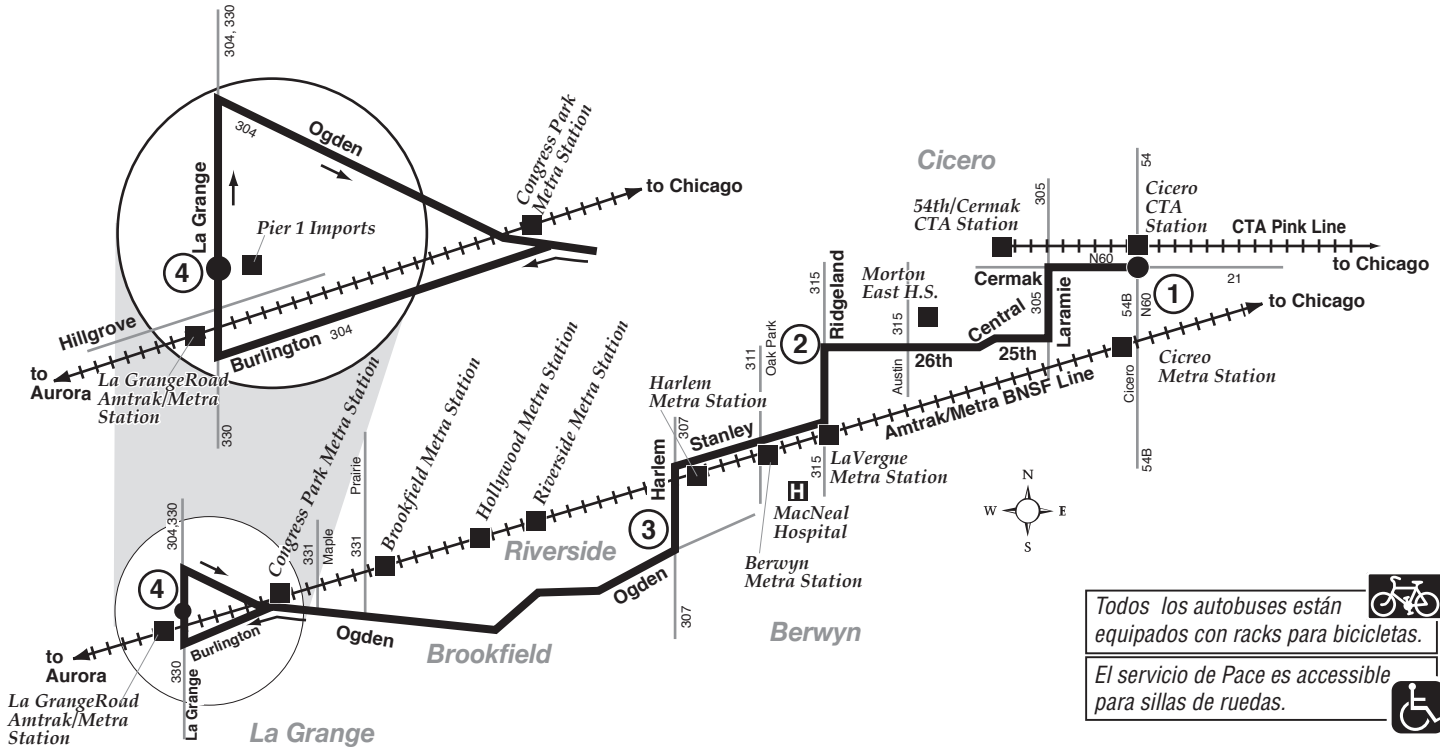 304, 330
304
Ogden
La Grange
Pier 1 Imports
4
Hillgrove
304
Burlington
to
Aurora
La GrangeRoad
Amtrak/Metra
Station
330
Congress Park
Metra Station
to Chicago
Cicero
54
305
54th/Cermak
CTA Station
Cicero
CTA
Station
CTA Pink Line
to Chicago
N60
Cermak
21
1
305
Laramie
54B
N60
to Chicago
315
Ridgeland
Morton
East H.S.
315
Central
2
26th
25th
Austin
Cicero
Cicreo
Metra Station
54B
Amtrak/Metra BNSF Line
311
Oak Park
Harlem
Metra Station
307
Stanley
Harlem
315
LaVergne
Metra Station
H
MacNeal
Hospital
Berwyn
Metra Station
3
Ogden
307
Berwyn
N
W
E
S
Riverside
Riverside Metra Station
Hollywood Metra Station
Brookfield Metra Station
Congress Park Metra Station
Prairie
331
331
Maple
304,330
4
Burlington
Ogden
Brookfield
to
Aurora
330
La Grange
La GrangeRoad
Amtrak/Metra
Station
La Grange
Todos los autobuses están
equipados con racks para bicicletas.
El servicio de Pace es accessible
para sillas de ruedas.